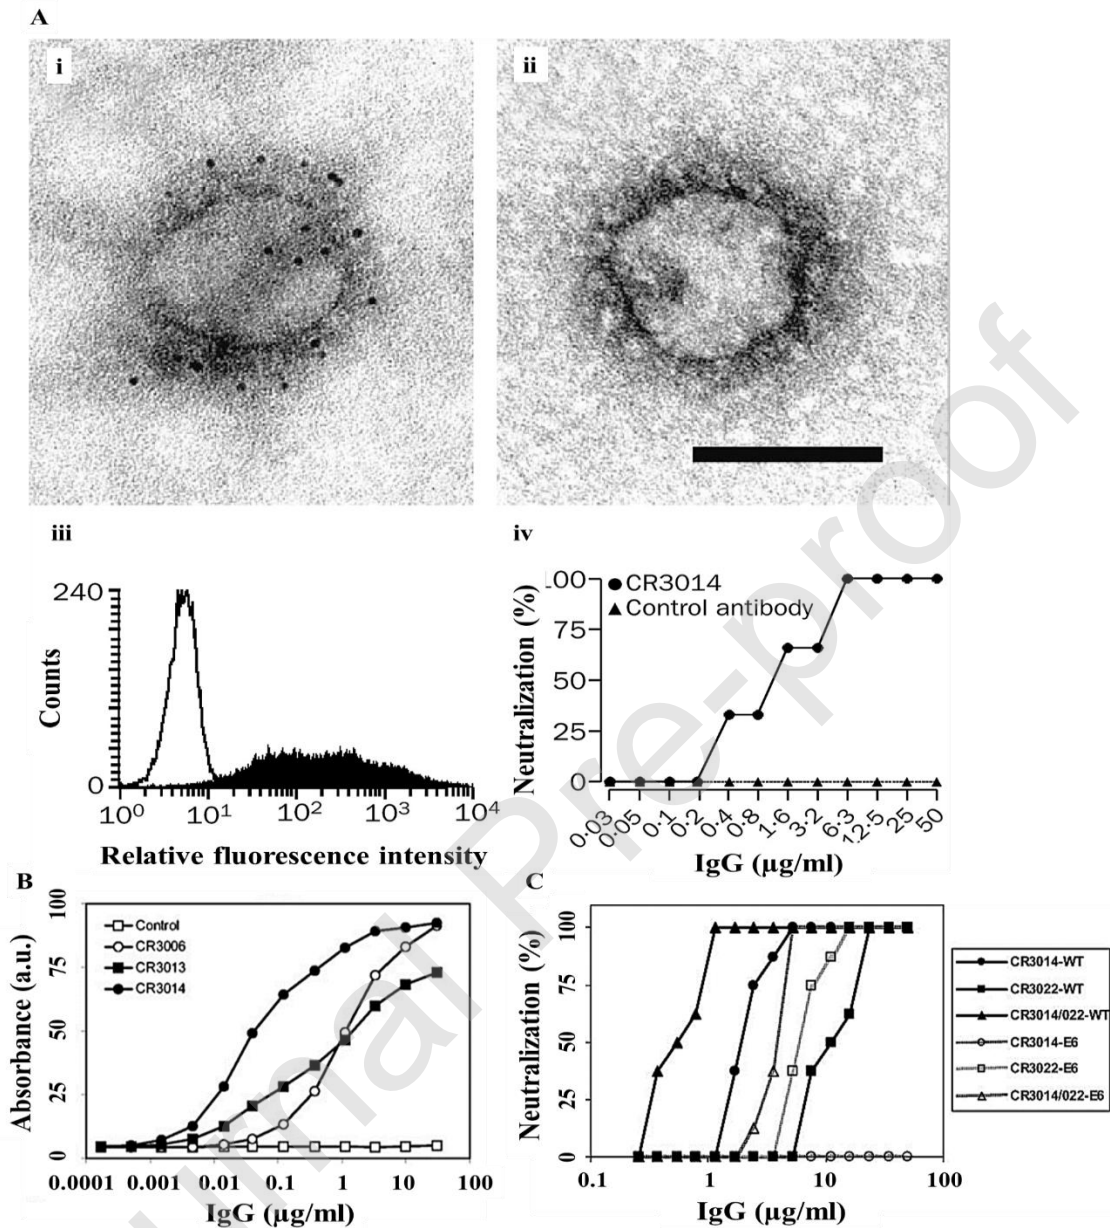 A
i
ii
iii
iv
240
0
Counts
10⁰ 10¹ 10² 10³ 10⁴
Relative fluorescence intensity
Neutralization (%)
100
75
50
25
0
CR3014
Control antibody
0·03 0·05 0·1 0·2 0·4 0·8 1·6 3·2 6·3 12·5 25 50
IgG (µg/ml)
B
Absorbance (a.u.)
100
75
50
25
0
Control
CR3006
CR3013
CR3014
0.0001 0.001 0.01 0.1 1 10 100
IgG (µg/ml)
C
Neutralization (%)
100
75
50
25
0
0.1 1 10 100
IgG (µg/ml)
CR3014-WT
CR3022-WT
CR3014/022-WT
CR3014-E6
CR3022-E6
CR3014/022-E6
urnal Pre-proof